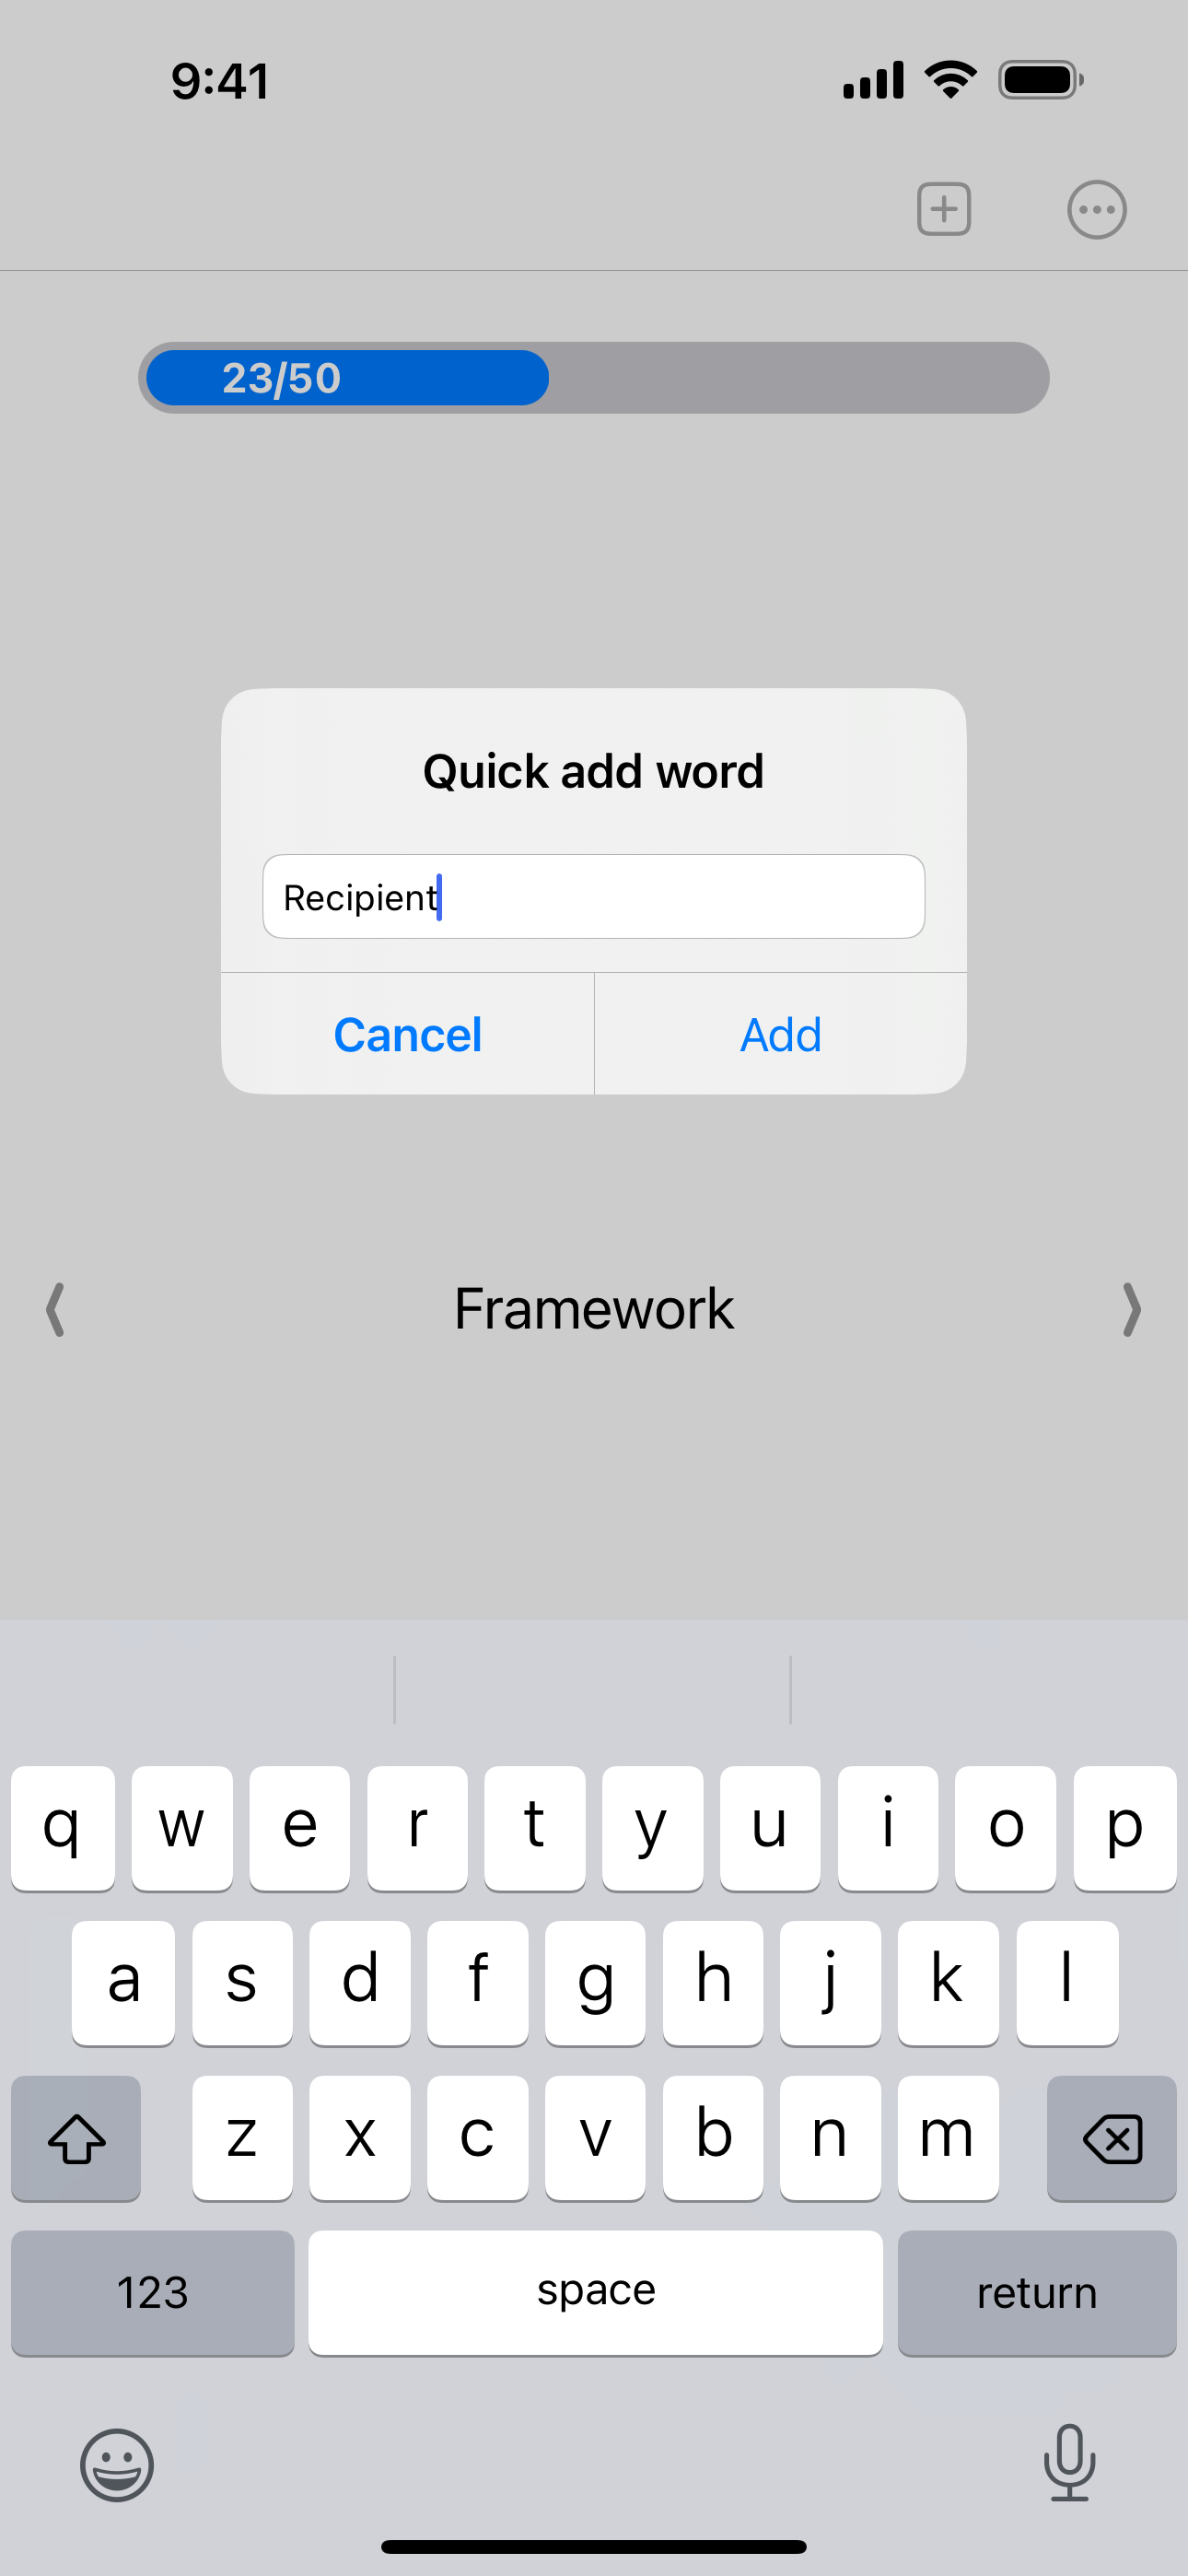 9:41
23/50
Quick add word
Recipient
Cancel Add
Framework
q w e r t y u i o p
a s d f g h j k l
z x c v b n m
123 space return